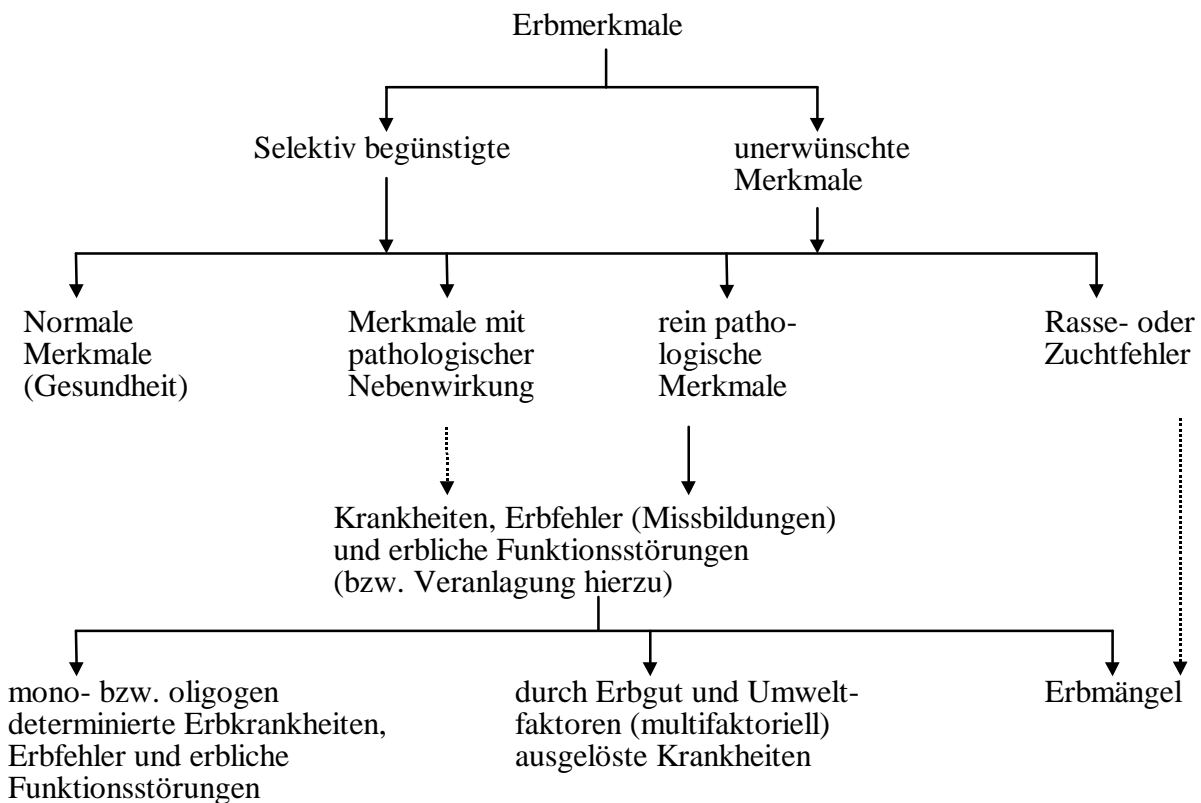 Erbmerkmale
Selektiv begünstigte
unerwünschte
Merkmale
Normale
Merkmale
(Gesundheit)
Merkmale mit
pathologischer
Nebenwirkung
rein patho-
logische
Merkmale
Rasse- oder
Zuchtfehler
Krankheiten, Erbfehler (Missbildungen)
und erbliche Funktionsstörungen
(bzw. Veranlagung hierzu)
mono- bzw. oligogen
determinierte Erbkrankheiten,
Erbfehler und erbliche
Funktionsstörungen
durch Erbgut und Umwelt-
faktoren (multifaktoriell)
ausgelöste Krankheiten
Erbmängel